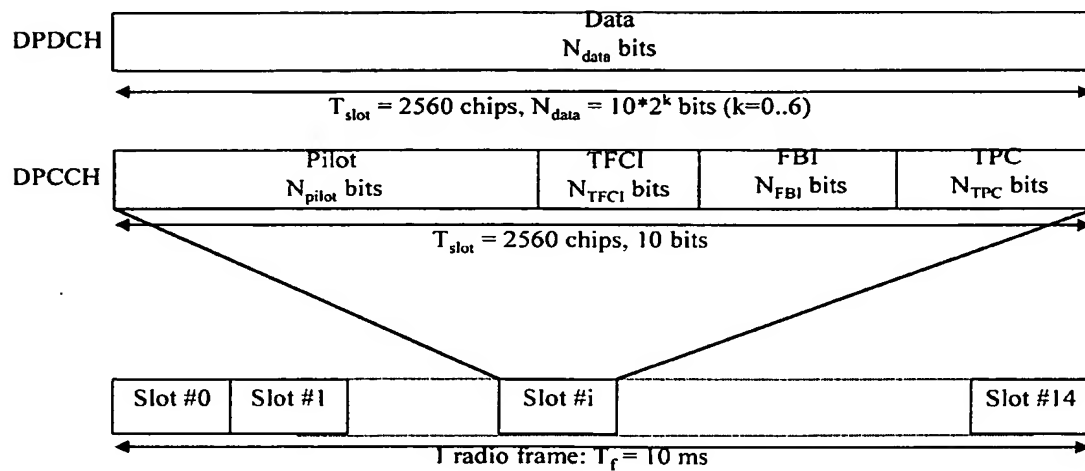 Data
DPDCH
N_data bits
T_slot = 2560 chips, N_data = 10*2^k bits (k=0..6)
Pilot TFCI FBI TPC
DPCCH
N_pilot bits N_TFCI bits N_FBI bits N_TPC bits
T_slot = 2560 chips, 10 bits
Slot #0 Slot #1 Slot #i Slot #14
1 radio frame: T_f = 10 ms